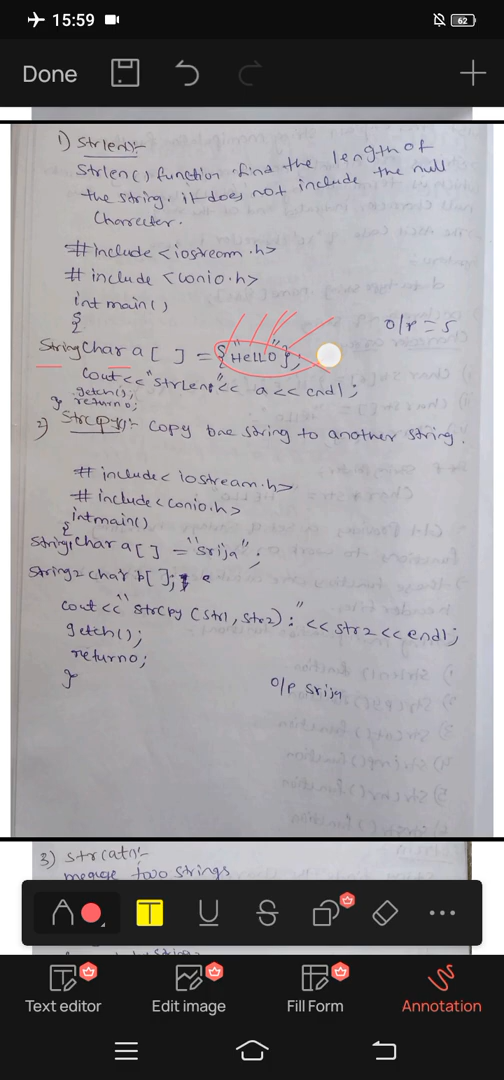 15:59
62
Done
1) Strlen():-
Strlen() function find the length of
the string. it does not include the null
Charecter.
#include <iostream.h>
#include <conio.h>
int main()
{
String Char a[ ] = {"HellO"}; O/P = 5
cout<<"strlen"<< a << endl;
getch();
} return 0;
2) Strcpy():- Copy one string to another string.
#include< iostream.h>
#include<conio.h>
int main()
{
String1 Char a[ ] = "Srija";
String2 char
cout << "strcpy (str1, str2):" << str2 << endl;
getch();
return 0;
}
O/P Srija
3) strcat():-
two strings
T
U
S
Text editor
Edit image
Fill Form
Annotation